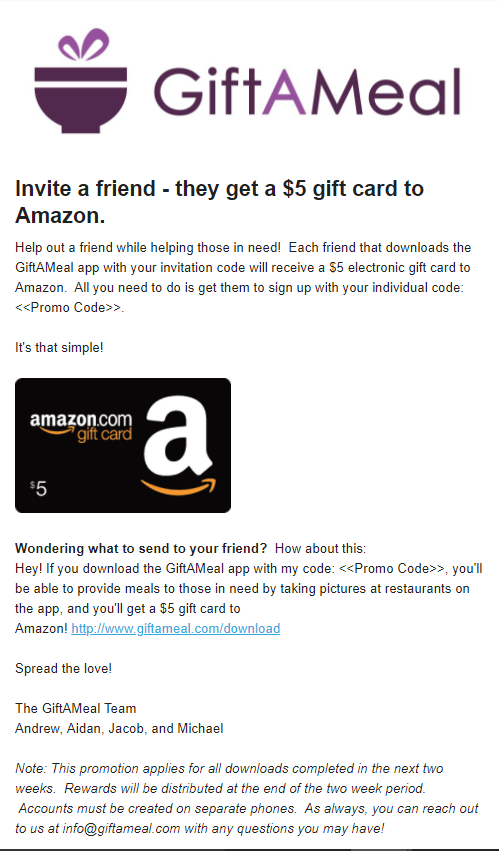 GiftAMeal
Invite a friend - they get a $5 gift card to
Amazon.
Help out a friend while helping those in need!  Each friend that downloads the
GiftAMeal app with your invitation code will receive a $5 electronic gift card to
Amazon.  All you need to do is get them to sign up with your individual code:
<<Promo Code>>.
It's that simple!
amazon.com
gift card
a
$5
Wondering what to send to your friend?  How about this:
Hey! If you download the GiftAMeal app with my code: <<Promo Code>>, you'll
be able to provide meals to those in need by taking pictures at restaurants on
the app, and you'll get a $5 gift card to
Amazon! http://www.giftameal.com/download
Spread the love!
The GiftAMeal Team
Andrew, Aidan, Jacob, and Michael
Note: This promotion applies for all downloads completed in the next two
weeks.  Rewards will be distributed at the end of the two week period.
Accounts must be created on separate phones.  As always, you can reach out
to us at info@giftameal.com with any questions you may have!